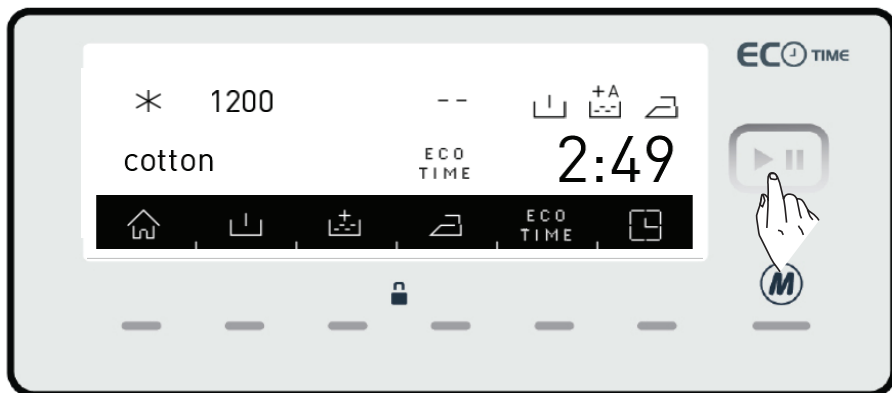 ECO TIME
1200 -- +A
cotton ECO TIME 2:49
+ ECO TIME
M